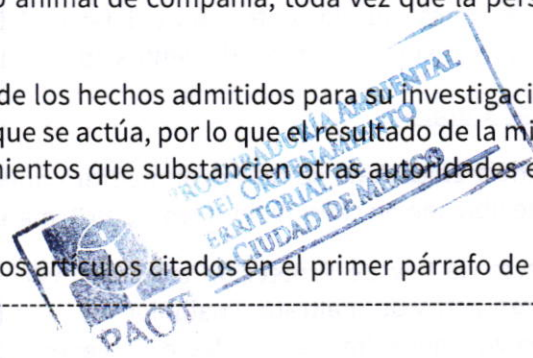 animal de compañía, toda vez que la pers
de los hechos admitidos para su investigaci
que se actúa, por lo que el resultado de la mi
ientos que substancien otras autoridades e
os artículos citados en el primer párrafo de
PROCURADURÍA AMBIENTAL
DEL ORDENAMIENTO
TERRITORIAL DE
LA CIUDAD DE MÉXICO
PAOT